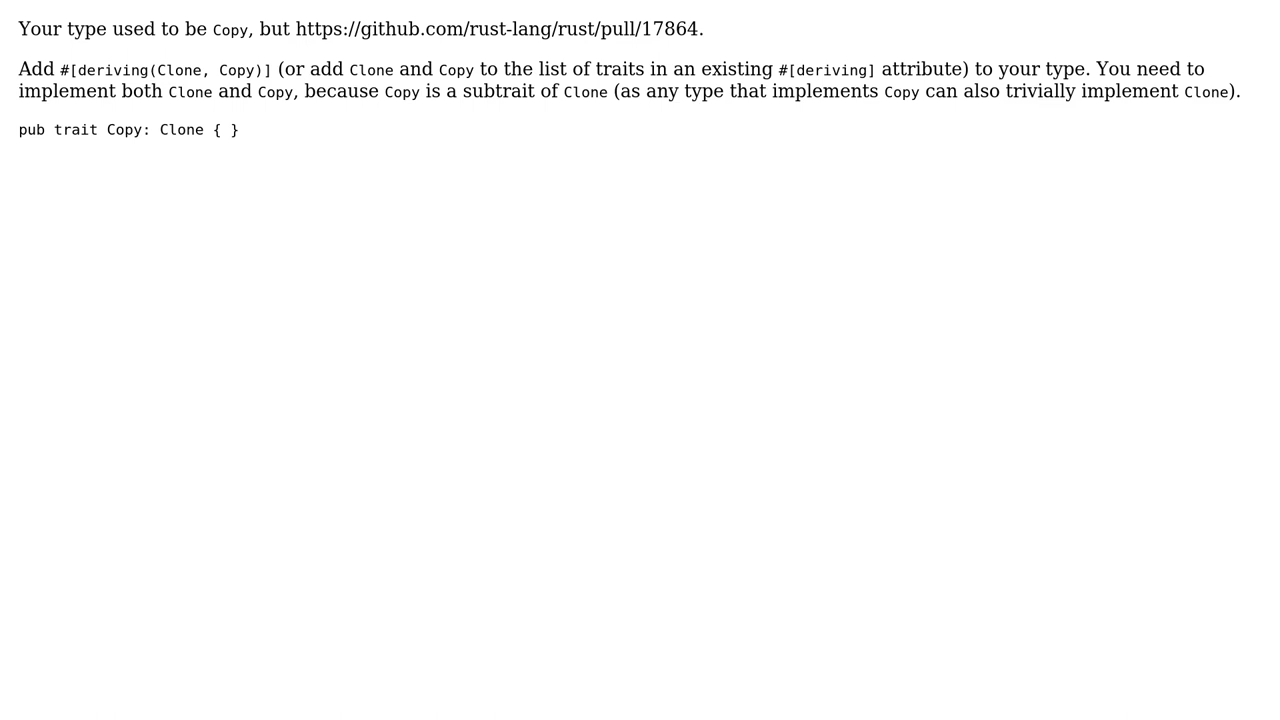 Your type used to be Copy, but https://github.com/rust-lang/rust/pull/17864.
Add #[deriving(Clone, Copy)] (or add Clone and Copy to the list of traits in an existing #[deriving] attribute) to your type. You need to
implement both Clone and Copy, because Copy is a subtrait of Clone (as any type that implements Copy can also trivially implement Clone).
pub trait Copy: Clone { }